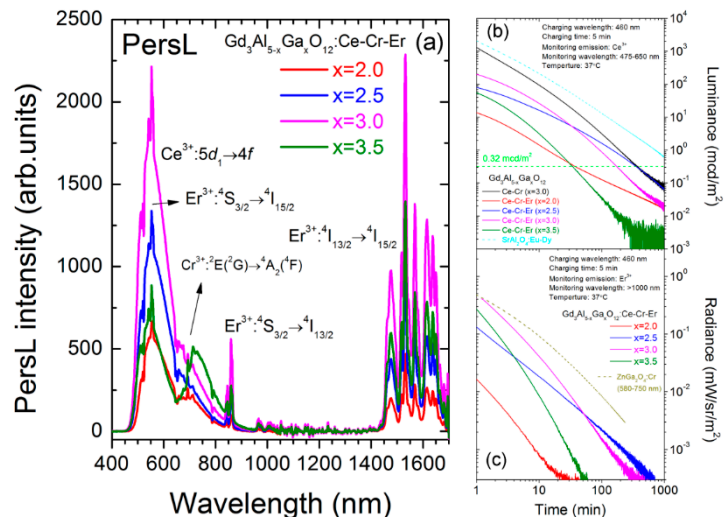 PersL
Gd3Al5-xGaxO12:Ce-Cr-Er
(a)
x=2.0
x=2.5
x=3.0
x=3.5
Ce3+:5d1→4f
Er3+:4S3/2→4I15/2
Er3+:4I13/2→4I15/2
Cr3+:2E(2G)→4A2(4F)
Er3+:4S3/2→4I13/2
PersL intensity (arb.units)
2500
2250
2000
1750
1500
1250
1000
750
500
250
0
400 600 800 1000 1200 1400 1600
Wavelength (nm)
(b)
Charging wavelength: 460 nm
Charging time: 5 min
Monitoring emission: Ce3+
Monitoring wavelength: 475-650 nm
Temperture: 37°C
0.32 mcd/m2
Gd3Al5-xGaxO12
Ce-Cr (x=3.0)
Ce-Cr-Er (x=2.0)
Ce-Cr-Er (x=2.5)
Ce-Cr-Er (x=3.0)
Ce-Cr-Er (x=3.5)
SrAl2O4:Eu-Dy
10^4
10^3
10^2
10^1
10^0
10^-1
10^-2
10^-3
Luminance (mcd/m2)
Charging wavelength: 460 nm
Charging time: 5 min
Monitoring emission: Er3+
Monitoring wavelength: >1000 nm
Temperture: 37°C
Gd3Al5-xGaxO12:Ce-Cr-Er
x=2.0
x=2.5
x=3.0
x=3.5
ZnGa2O4:Cr
(580-750 nm)
(c)
10^0
10^-1
10^-2
10^-3
Radiance (mW/sr/m2)
1 10 100 1000
Time (min)